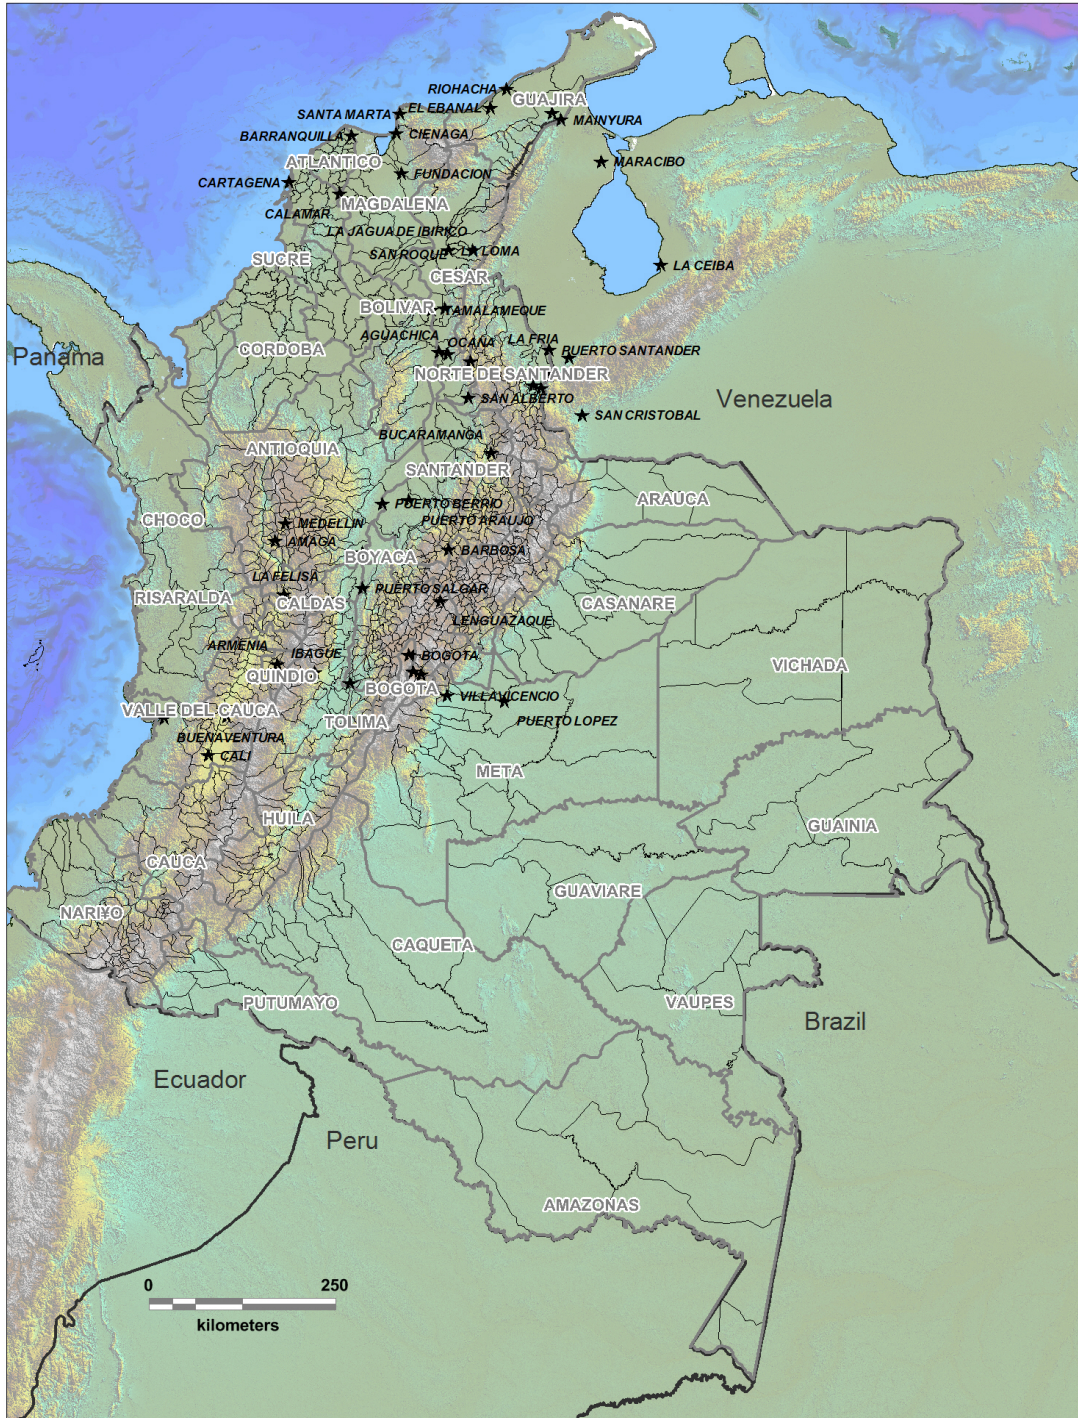 RIOHACHA
GUAJIRA
SANTA MARTA
EL EBANAL
MAINYURA
BARRANQUILLA
CIENAGA
ATLANTICO
MARACIBO
CARTAGENA
FUNDACION
CALAMAR
MAGDALENA
LA JAGUA DE IBIRICO
SAN ROQUE
LA LOMA
SUCRE
LA CEIBA
CESAR
BOLIVAR
TAMALAMEQUE
AGUACHICA
OCANA
LA FRIA
PUERTO SANTANDER
CORDOBA
Panama
NORTE DE SANTANDER
SAN ALBERTO
Venezuela
SAN CRISTOBAL
BUCARAMANGA
ANTIOQUIA
SANTANDER
ARAUCA
PUERTO BERRIO
CHOCO
MEDELLIN
PUERTO ARAUJO
AMAGA
BOYACA
BARBOSA
LA FELISA
PUERTO SALGAR
RISARALDA
CALDAS
CASANARE
LENGUAZAQUE
ARMENIA
IBAGUE
BOGOTA
VICHADA
QUINDIO
BOGOTA
VILLAVICENCIO
VALLE DEL CAUCA
TOLIMA
PUERTO LOPEZ
BUENAVENTURA
CALI
META
HUILA
GUAINIA
CAUCA
GUAVIARE
NARI¥O
CAQUETA
PUTUMAYO
VAUPES
Brazil
Ecuador
Peru
AMAZONAS
0 250
kilometers